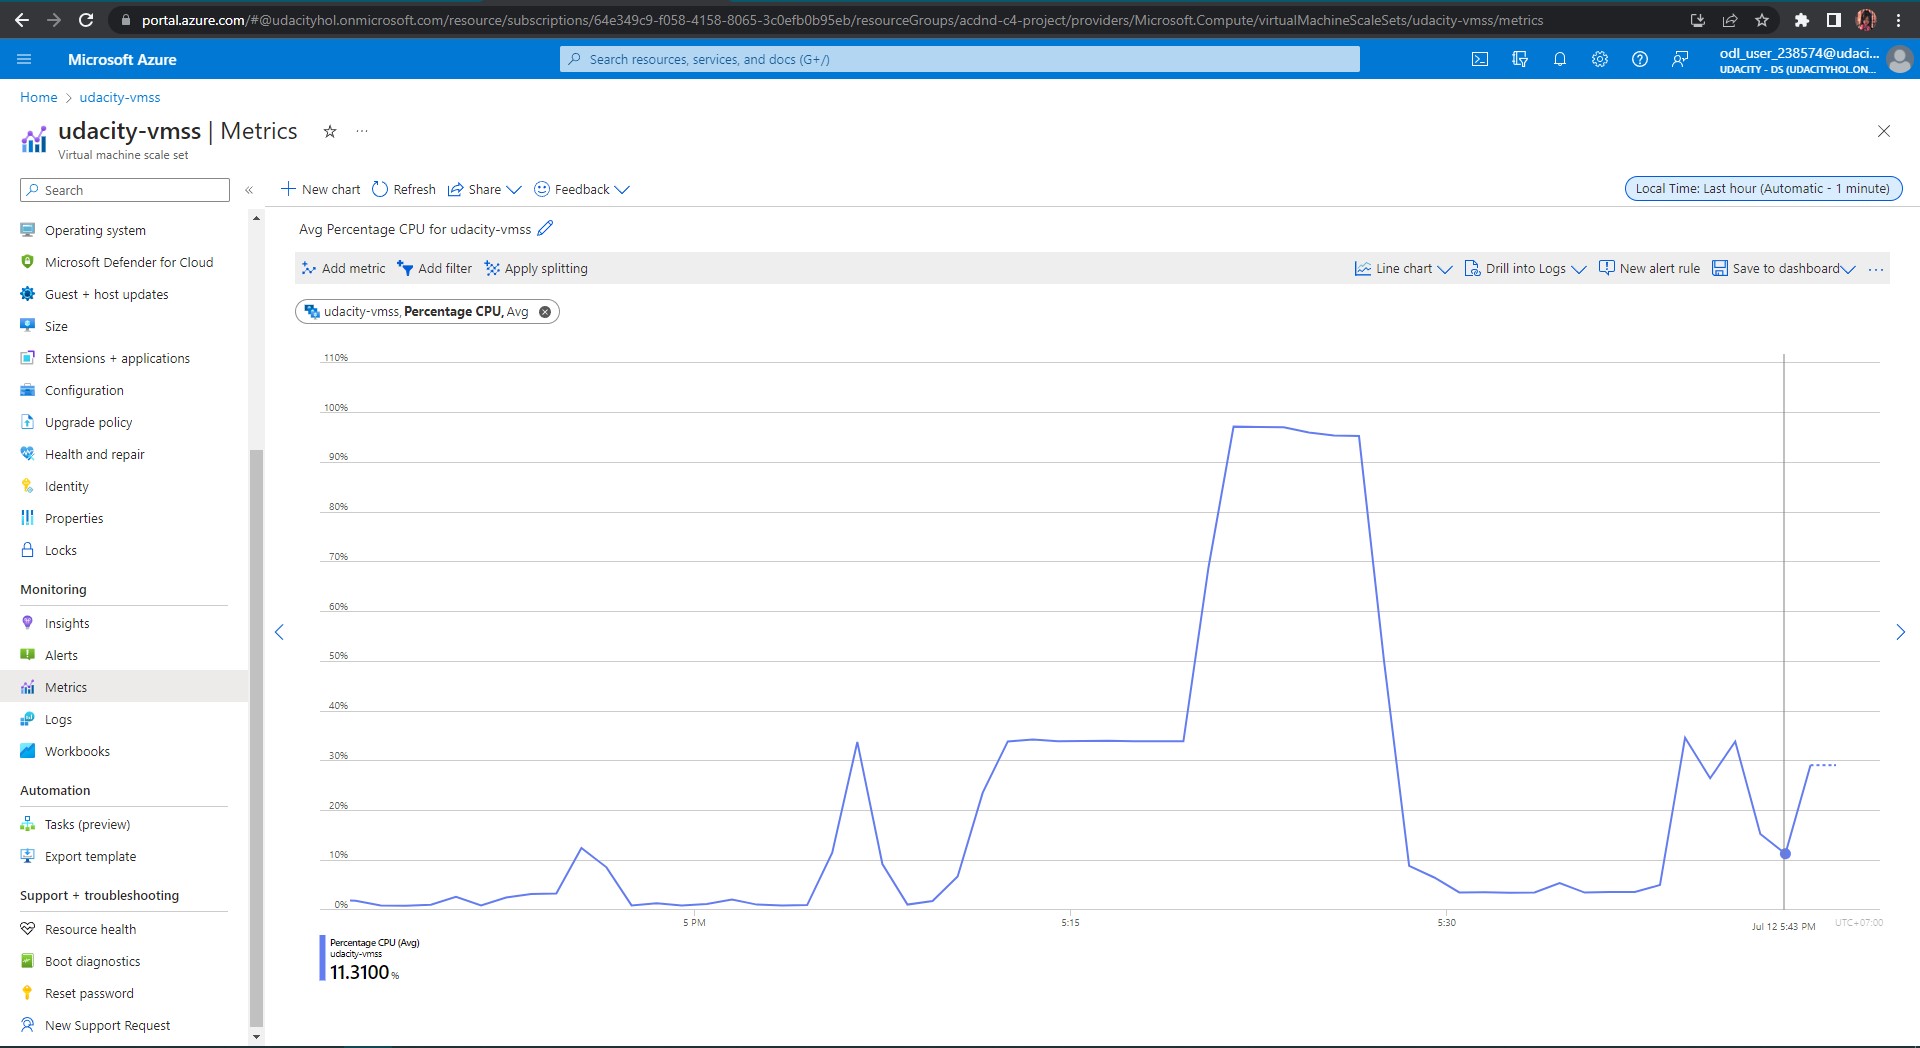 portal.azure.com/#@udacityhol.onmicrosoft.com/resource/subscriptions/64e349c9-f058-4158-8065-3c0efb0b95eb/resourceGroups/acdnd-c4-project/providers/Microsoft.Compute/virtualMachineScaleSets/udacity-vmss/metrics
Microsoft Azure
Search resources, services, and docs (G+/)
odl_user_238574@udaci...
UDACITY - DS (UDACITYHOL.ON...
Home > udacity-vmss
udacity-vmss | Metrics
Virtual machine scale set
Search
«
New chart
Refresh
Share
Feedback
Local Time: Last hour (Automatic - 1 minute)
Operating system
Microsoft Defender for Cloud
Guest + host updates
Size
Extensions + applications
Configuration
Upgrade policy
Health and repair
Identity
Properties
Locks
Monitoring
Insights
Alerts
Metrics
Logs
Workbooks
Automation
Tasks (preview)
Export template
Support + troubleshooting
Resource health
Boot diagnostics
Reset password
New Support Request
Avg Percentage CPU for udacity-vmss
Add metric
Add filter
Apply splitting
Line chart
Drill into Logs
New alert rule
Save to dashboard
...
udacity-vmss, Percentage CPU, Avg
110%
100%
90%
80%
70%
60%
50%
40%
30%
20%
10%
0%
5 PM
5:15
5:30
Jul 12 5:43 PM
UTC+07:00
Percentage CPU (Avg)
udacity-vmss
11.3100 %